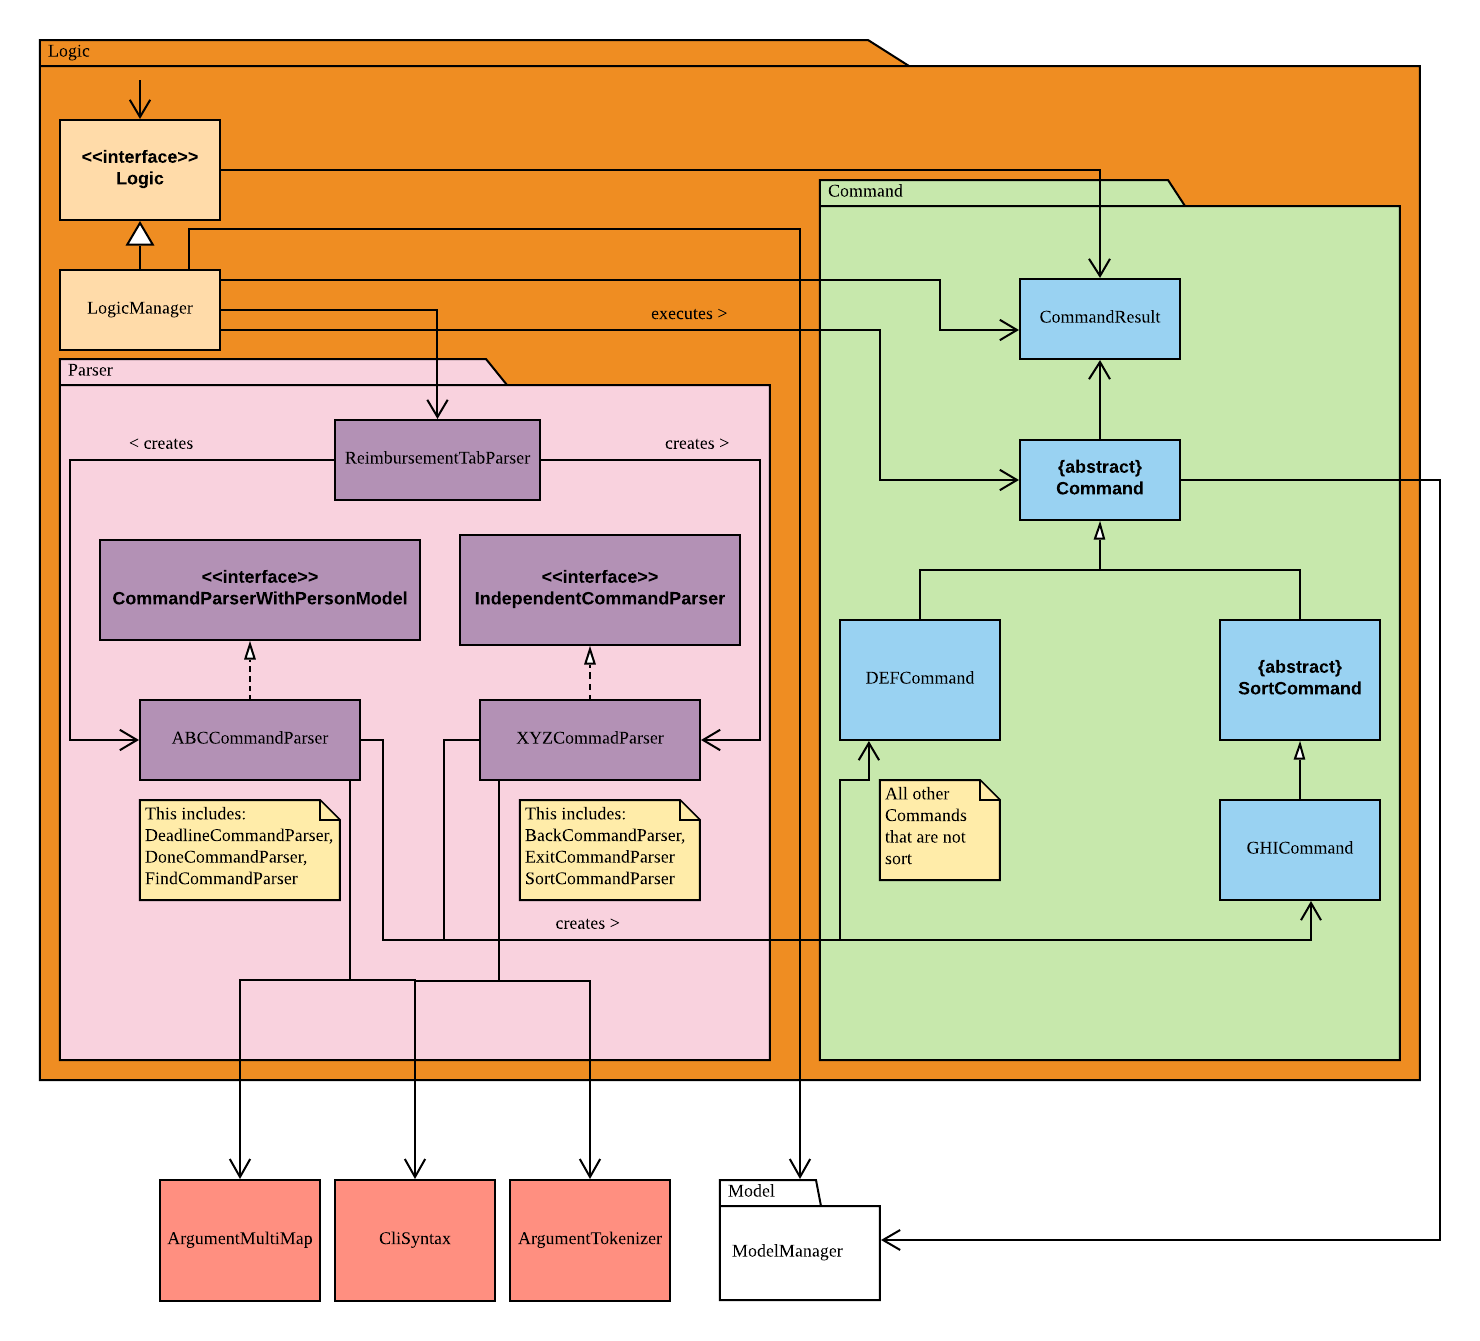 Logic
<<interface>>
Logic
Command
LogicManager
executes >
CommandResult
Parser
< creates
ReimbursementTabParser
creates >
{abstract}
Command
<<interface>>
CommandParserWithPersonModel
<<interface>>
IndependentCommandParser
ABCCommandParser
XYZCommadParser
DEFCommand
{abstract}
SortCommand
This includes:
DeadlineCommandParser,
DoneCommandParser,
FindCommandParser
This includes:
BackCommandParser,
ExitCommandParser
SortCommandParser
All other
Commands
that are not
sort
GHICommand
creates >
ArgumentMultiMap
CliSyntax
ArgumentTokenizer
Model
ModelManager